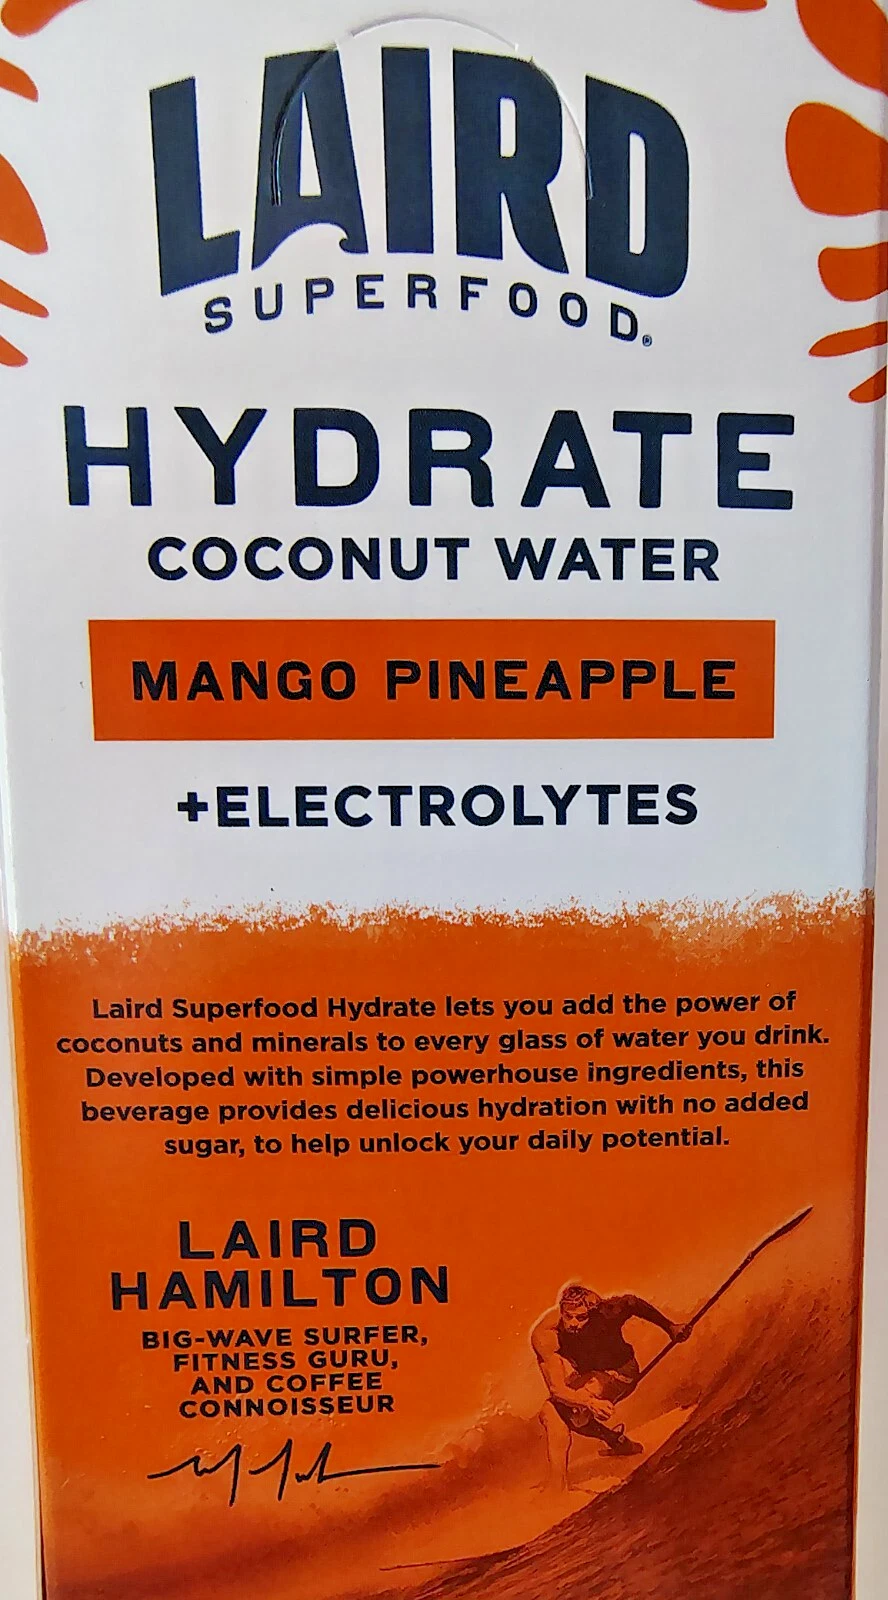 LAIRD
SUPERFOOD®
HYDRATE
COCONUT WATER
MANGO PINEAPPLE
+ELECTROLYTES
Laird Superfood Hydrate lets you add the power of
coconuts and minerals to every glass of water you drink.
Developed with simple powerhouse ingredients, this
beverage provides delicious hydration with no added
sugar, to help unlock your daily potential.
LAIRD
HAMILTON
BIG-WAVE SURFER,
FITNESS GURU,
AND COFFEE
CONNOISSEUR